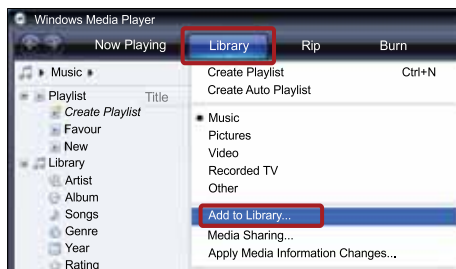 Windows Media Player
Now Playing Library Rip Burn
Music
Playlist Title
Create Playlist
Favour
New
Library
Artist
Album
Songs
Genre
Year
Rating
Create Playlist Ctrl+N
Create Auto Playlist
Music
Pictures
Video
Recorded TV
Other
Add to Library...
Media Sharing...
Apply Media Information Changes...